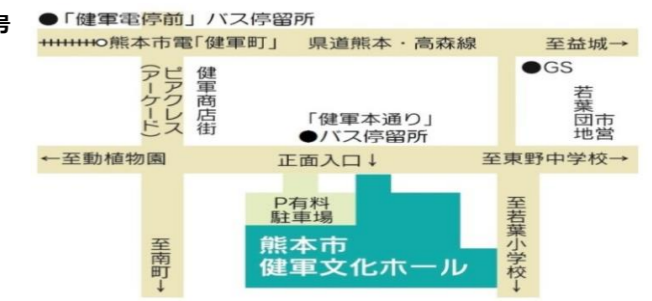 号
●「健軍電停前」バス停留所
熊本市電「健軍町」 県道熊本・高森線 至益城→
●GS
ピアクレス
(アーケード)
健軍商店街
若葉団地
市営
「健軍本通り」
●バス停留所
←至動植物園 正面入口↓ 至東野中学校→
P有料
駐車場
熊本市
健軍文化ホール
至南町↓
至若葉小学校↓